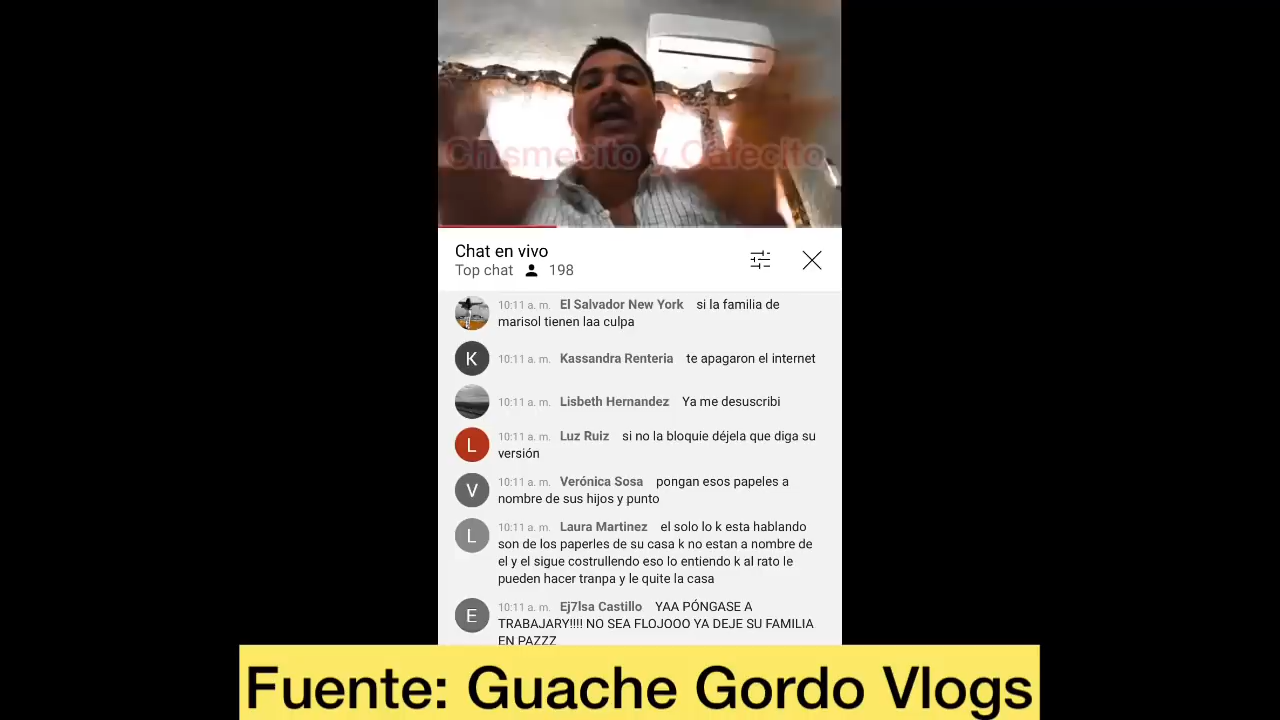 Chismecito y Cafecito
Chat en vivo
Top chat 198
10:11 a. m. El Salvador New York si la familia de
marisol tienen laa culpa
K 10:11 a. m. Kassandra Renteria te apagaron el internet
10:11 a. m. Lisbeth Hernandez Ya me desuscribi
L 10:11 a. m. Luz Ruiz si no la bloquie déjela que diga su
versión
V 10:11 a. m. Verónica Sosa pongan esos papeles a
nombre de sus hijos y punto
L 10:11 a. m. Laura Martinez el solo lo k esta hablando
son de los paperles de su casa k no estan a nombre de
el y el sigue costrullendo eso lo entiendo k al rato le
pueden hacer tranpa y le quite la casa
E 10:11 a. m. Ej7lsa Castillo YAA PÓNGASE A
TRABAJARY!!!! NO SEA FLOJOOO YA DEJE SU FAMILIA
EN PAZZZ
Fuente: Guache Gordo Vlogs